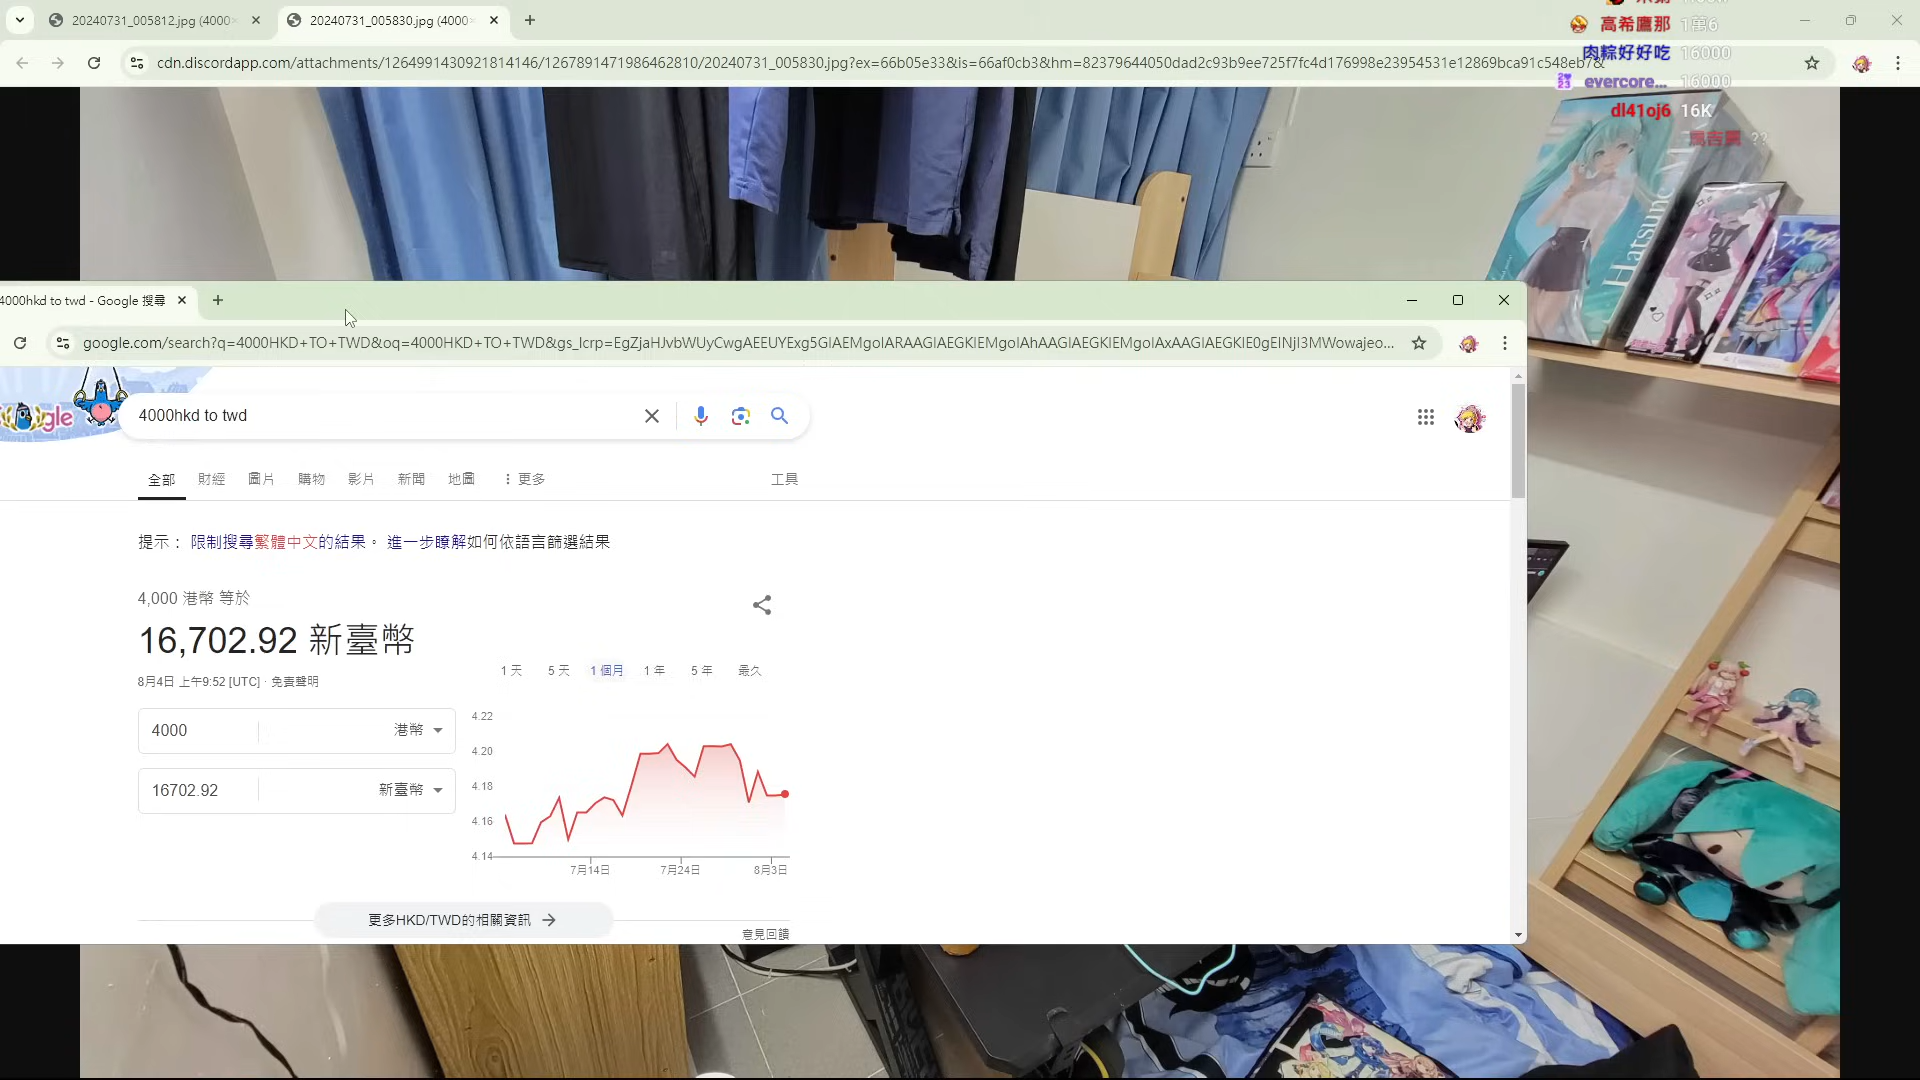 20240731_005812.jpg (4000
20240731_005830.jpg (4000
cdn.discordapp.com/attachments/1264991430921814146/1267891471986462810/20240731_005830.jpg?ex=66b05e33&is=66af0cb3&hm=82379644050dad2c93b9ee725f7fc4d176998e23954531e12869bca91c548eb7&
高希鷹那 1萬6
肉粽好好吃 16000
evercore... 16000
dl41oj6 16K
??
Hatsune M
4000hkd to twd - Google 搜尋
google.com/search?q=4000HKD+TO+TWD&oq=4000HKD+TO+TWD&gs_lcrp=EgZjaHJvbWUyCwgAEEUYExg5GIAEMgoIARAAGIAEGKIEMgoIAhAAGIAEGKIEMgoIAxAAGIAEGKIE0gEINjI3MWowajeo...
4000hkd to twd
全部 財經 圖片 購物 影片 新聞 地圖 更多 工具
提示： 限制搜尋繁體中文的結果。 進一步瞭解如何依語言篩選結果
4,000 港幣 等於
16,702.92 新臺幣
8月4日 上午9:52 [UTC] · 免責聲明
1 天 5 天 1 個月 1 年 5 年 最久
4000 港幣
16702.92 新臺幣
4.22
4.20
4.18
4.16
4.14
7月14日 7月24日 8月3日
更多HKD/TWD的相關資訊
意見回饋